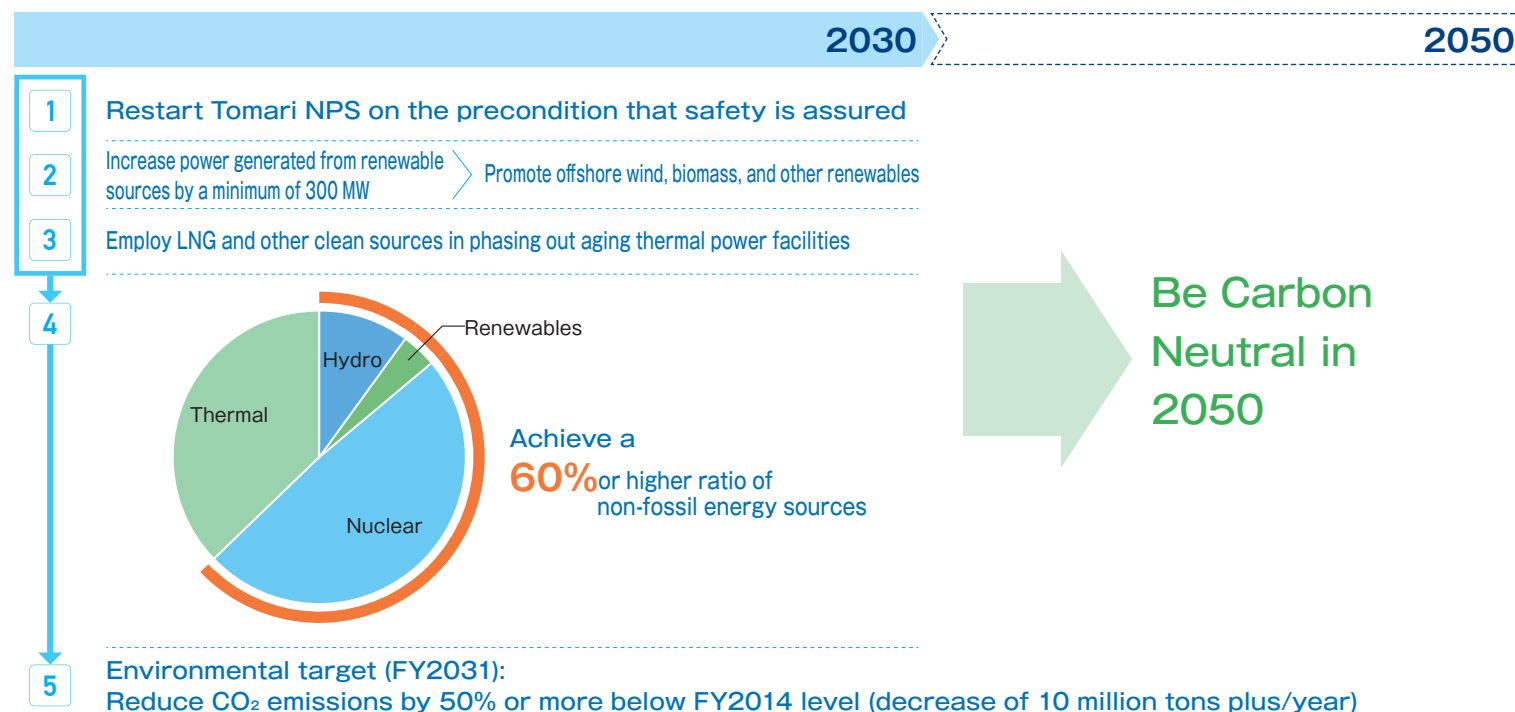 2030
2050
1
Restart Tomari NPS on the precondition that safety is assured
2
Increase power generated from renewable
sources by a minimum of 300 MW
Promote offshore wind, biomass, and other renewables
3
Employ LNG and other clean sources in phasing out aging thermal power facilities
4
Renewables
Hydro
Thermal
Nuclear
Achieve a
60% or higher ratio of
non-fossil energy sources
Be Carbon
Neutral in
2050
5
Environmental target (FY2031):
Reduce CO₂ emissions by 50% or more below FY2014 level (decrease of 10 million tons plus/year)